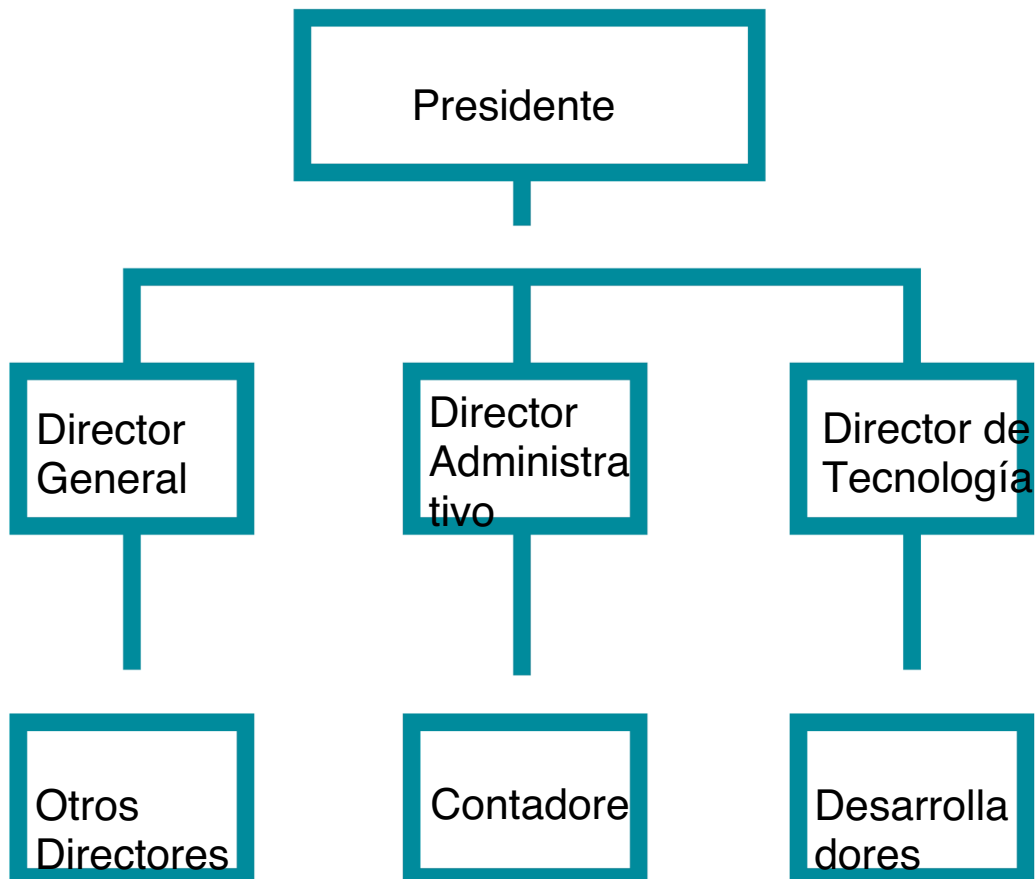 Presidente
Director
General
Director
Administra
tivo
Director de
Tecnología
Otros
Directores
Contadore
Desarrolla
dores